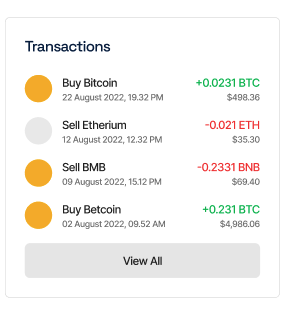 Transactions
Buy Bitcoin +0.0231 BTC
22 August 2022, 19.32 PM $498.36
Sell Etherium -0.021 ETH
12 August 2022, 12.32 PM $35.30
Sell BMB -0.2331 BNB
09 August 2022, 15.12 PM $69.40
Buy Betcoin +0.231 BTC
02 August 2022, 09.52 AM $4,986.06
View All